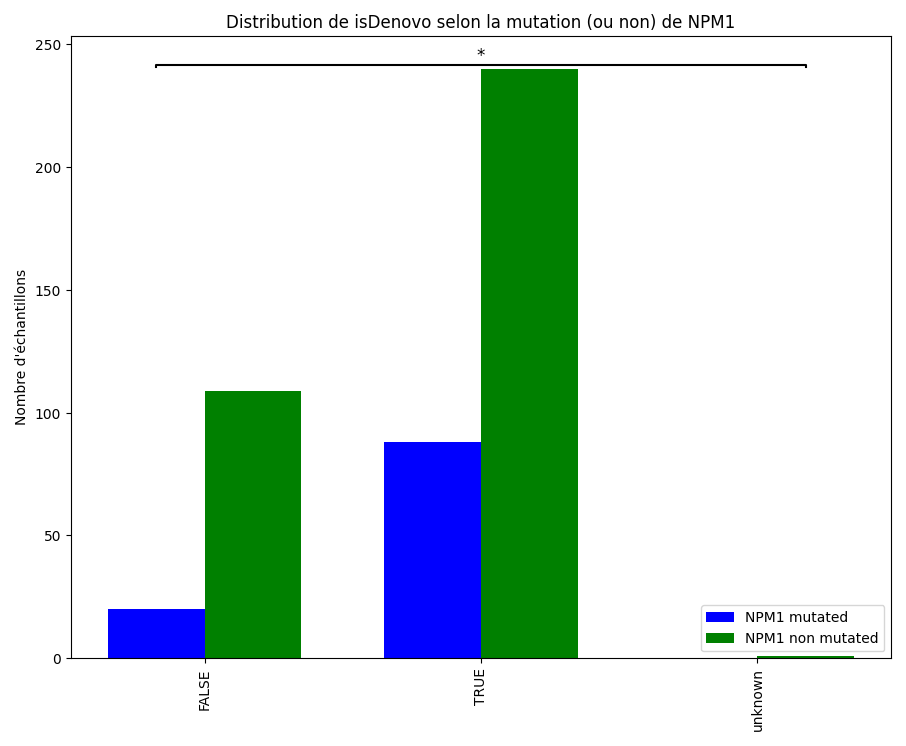 Distribution de isDenovo selon la mutation (ou non) de NPM1
*
250
200
150
100
50
0
Nombre d'échantillons
FALSE
TRUE
unknown
NPM1 mutated
NPM1 non mutated